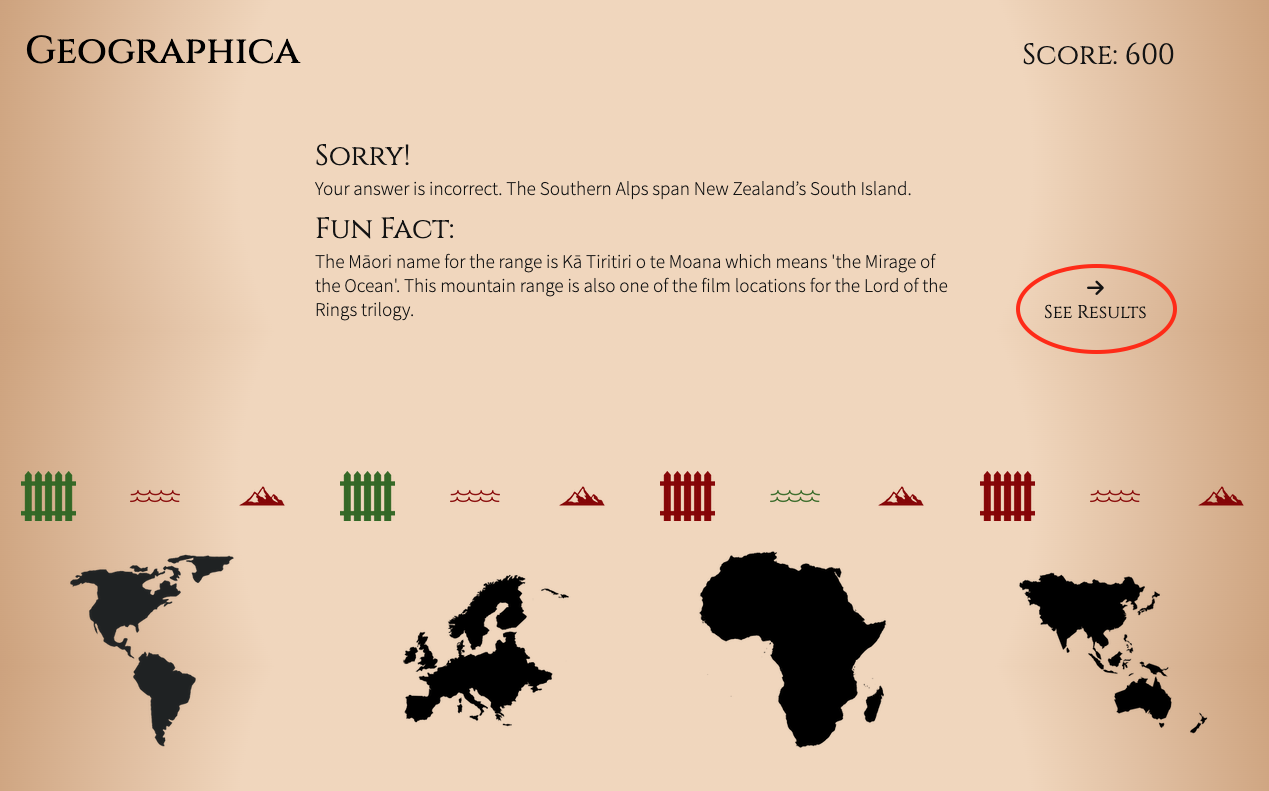 Geographica
Score: 600
Sorry!
Your answer is incorrect. The Southern Alps span New Zealand’s South Island.
Fun Fact:
The Māori name for the range is Kā Tiritiri o te Moana which means 'the Mirage of
the Ocean'. This mountain range is also one of the film locations for the Lord of the
Rings trilogy.
→
See Results